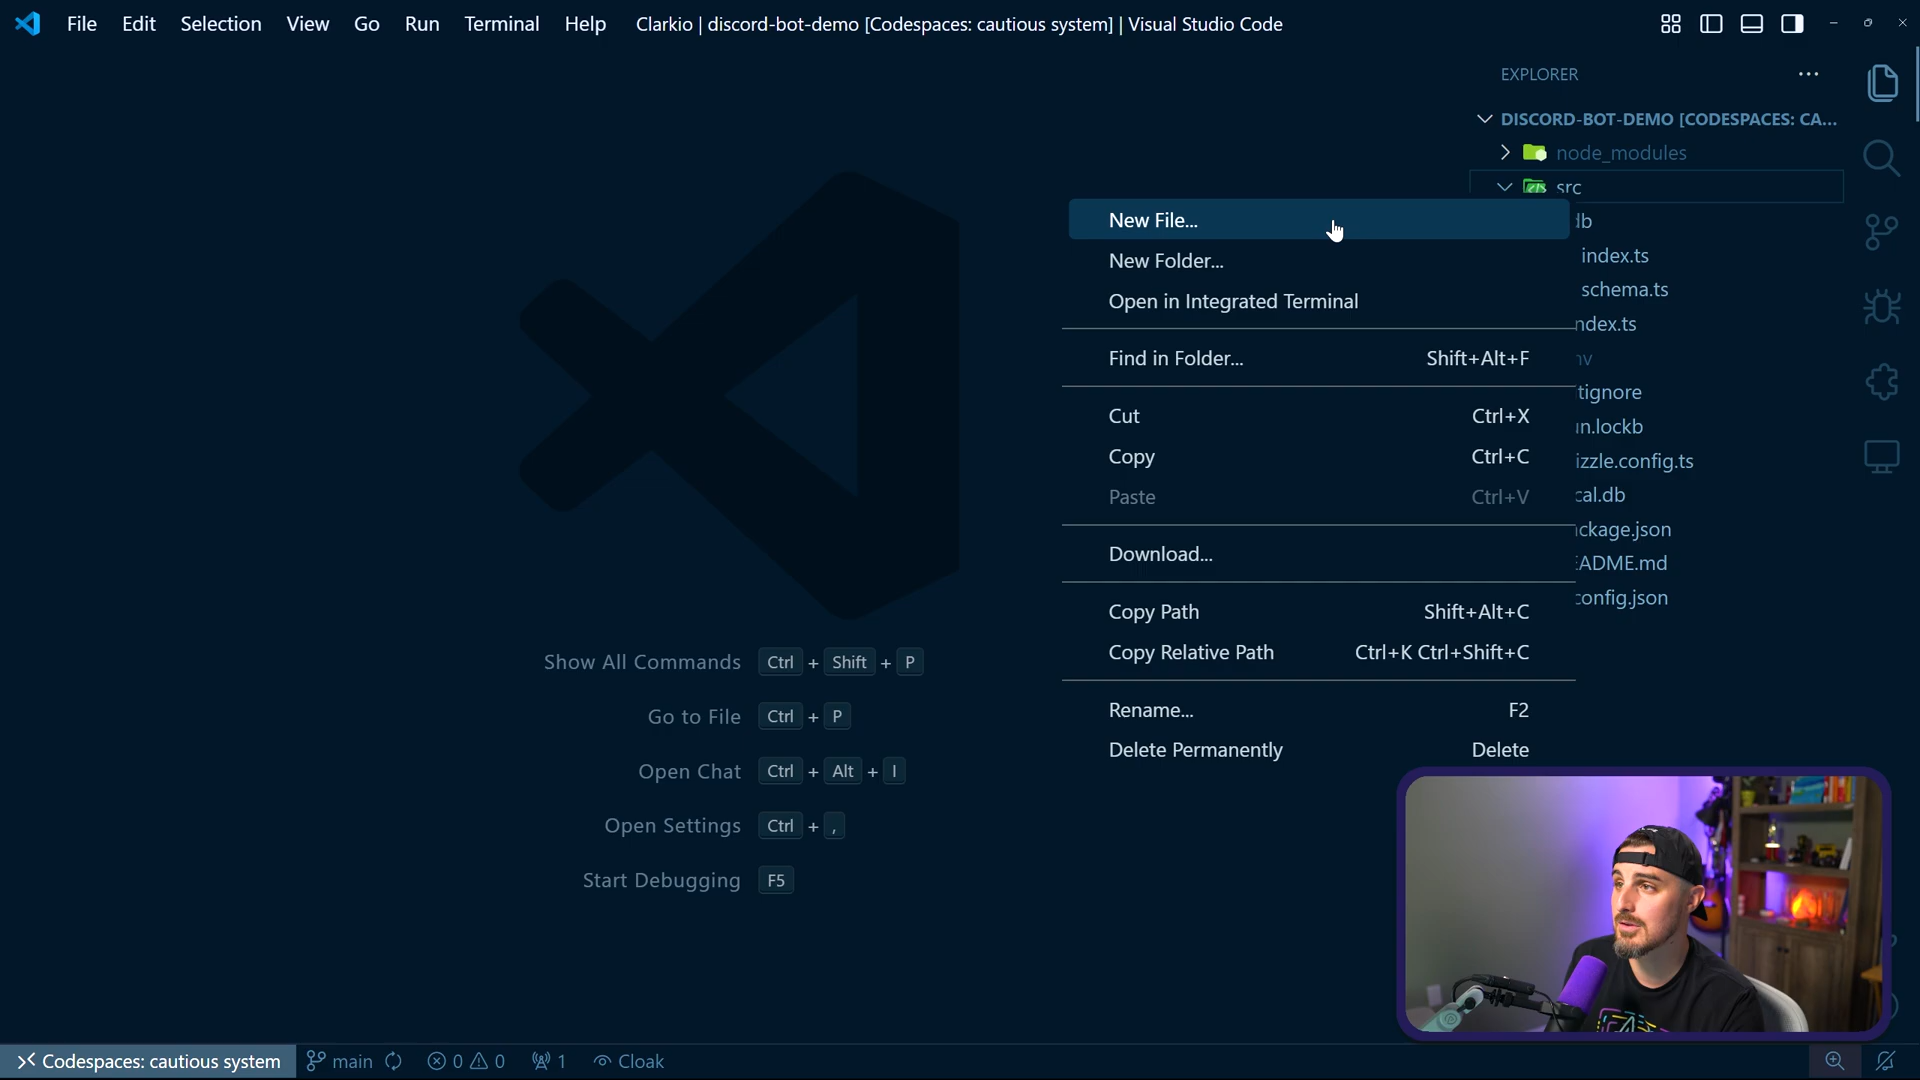 File Edit Selection View Go Run Terminal Help Clarkio | discord-bot-demo [Codespaces: cautious system] | Visual Studio Code
EXPLORER
DISCORD-BOT-DEMO [CODESPACES: CA...
node_modules
src
New File...
New Folder...
Open in Integrated Terminal
Find in Folder... Shift+Alt+F
Cut Ctrl+X
Copy Ctrl+C
Paste Ctrl+V
Download...
Copy Path Shift+Alt+C
Copy Relative Path Ctrl+K Ctrl+Shift+C
Rename... F2
Delete Permanently Delete
index.ts
schema.ts
ndex.ts
tignore
n.lockb
izzle.config.ts
cal.db
ckage.json
EADME.md
config.json
Show All Commands Ctrl + Shift + P
Go to File Ctrl + P
Open Chat Ctrl + Alt + I
Open Settings Ctrl + ,
Start Debugging F5
Codespaces: cautious system main 0 0 1 Cloak